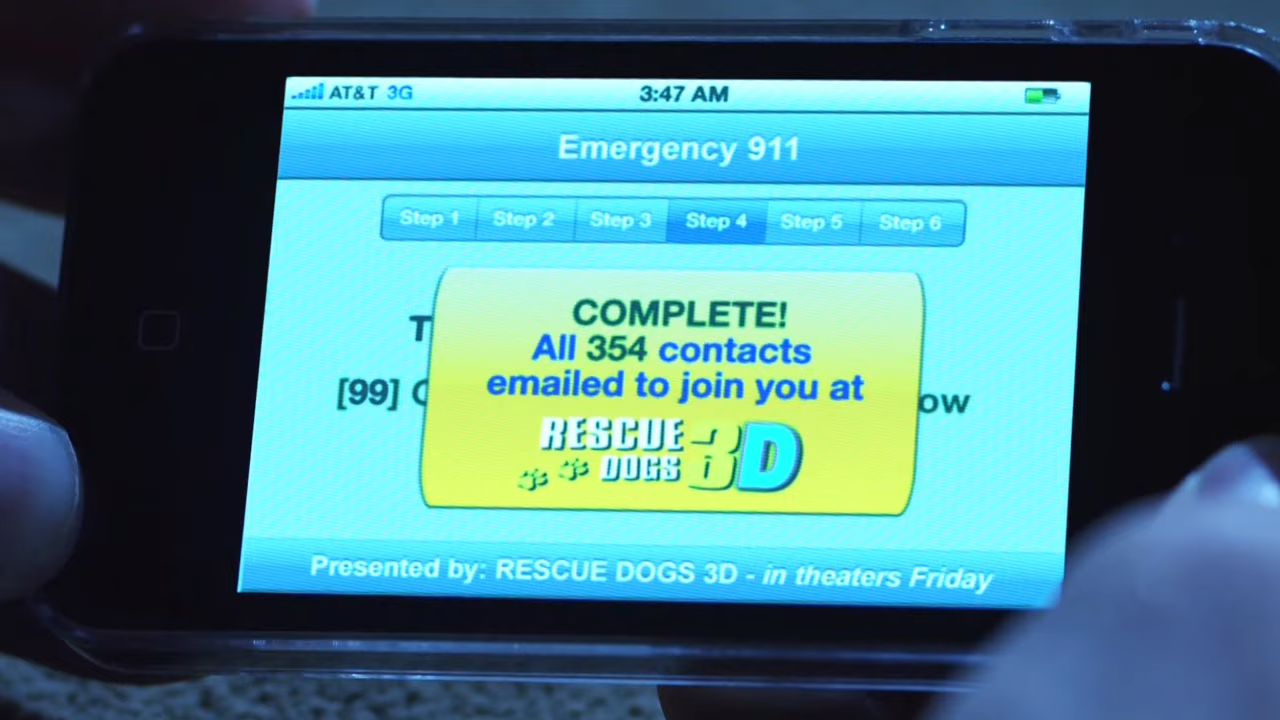 AT&T 3G 3:47 AM
Emergency 911
Step 1 Step 2 Step 3 Step 4 Step 5 Step 6
COMPLETE!
All 354 contacts
emailed to join you at
[99]
RESCUE
DOGS 3D
Presented by: RESCUE DOGS 3D - in theaters Friday